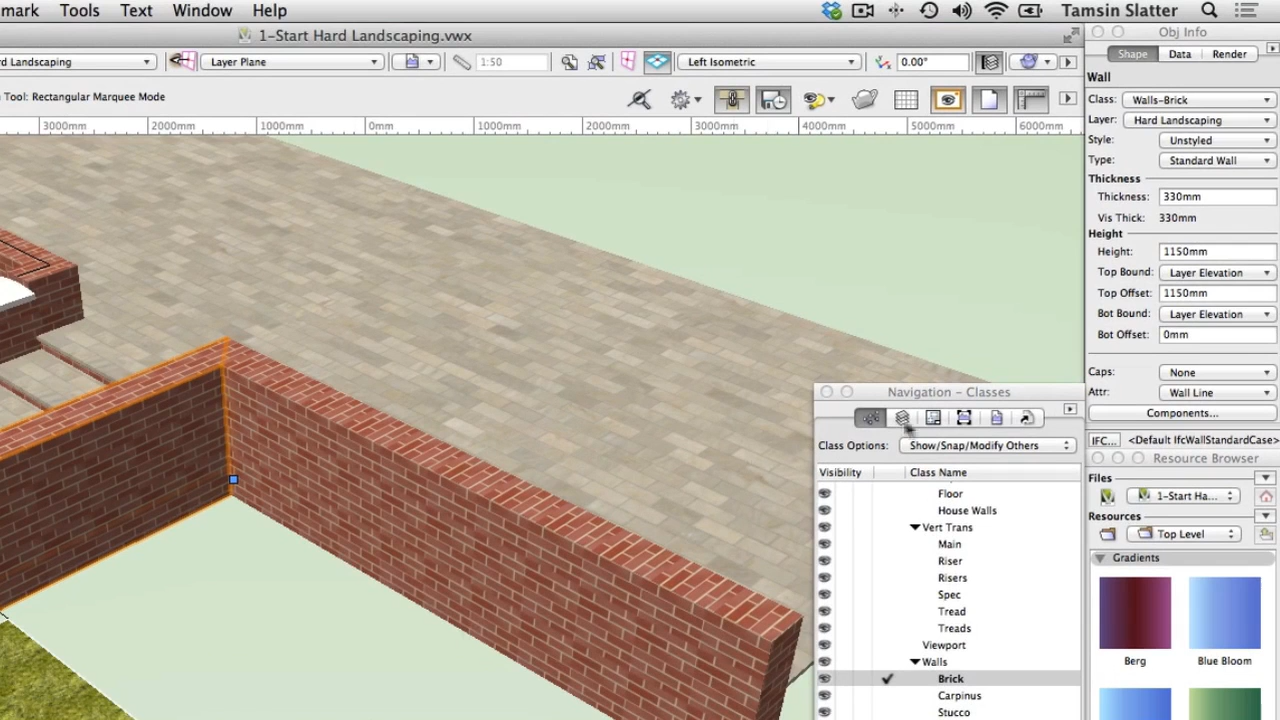 mark Tools Text Window Help Tamsin Slatter
1-Start Hard Landscaping.vwx
rd Landscaping Layer Plane 1:50 Left Isometric 0.00°
Tool: Rectangular Marquee Mode
3000mm 2000mm 1000mm 0mm 1000mm 2000mm 3000mm 4000mm 5000mm 6000mm
Obj Info
Shape Data Render
Wall
Class: Walls-Brick
Layer: Hard Landscaping
Style: Unstyled
Type: Standard Wall
Thickness
Thickness: 330mm
Vis Thick: 330mm
Height
Height: 1150mm
Top Bound: Layer Elevation
Top Offset: 1150mm
Bot Bound: Layer Elevation
Bot Offset: 0mm
Caps: None
Attr: Wall Line
Components...
IFC... <Default IfcWallStandardCase>
Navigation – Classes
Class Options: Show/Snap/Modify Others
Visibility Class Name
Floor
House Walls
Vert Trans
Main
Riser
Risers
Spec
Tread
Treads
Viewport
Walls
Brick
Carpinus
Stucco
Resource Browser
Files
1-Start Ha...
Resources
Top Level
Gradients
Berg Blue Bloom